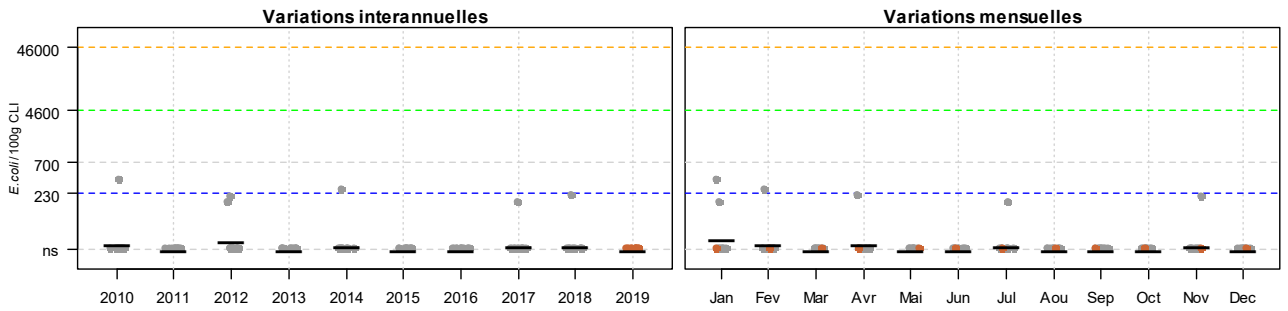 Variations interannuelles
Variations mensuelles
E.coli/100g CLI
46000
4600
700
230
ns
2010 2011 2012 2013 2014 2015 2016 2017 2018 2019
Jan Fev Mar Avr Mai Jun Jul Aou Sep Oct Nov Dec